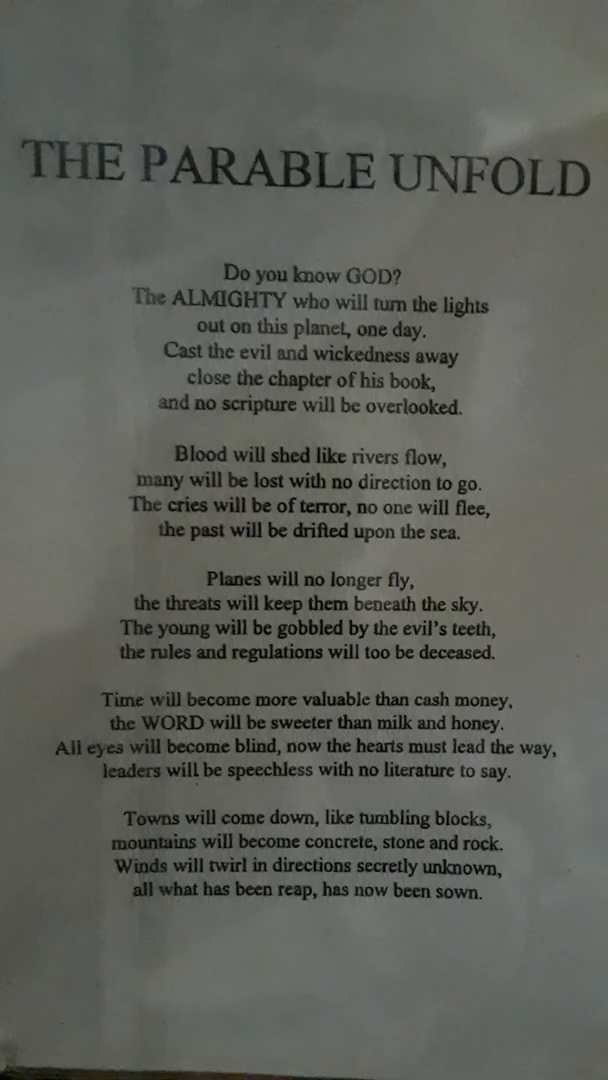 THE PARABLE UNFOLD
Do you know GOD?
The ALMIGHTY who will turn the lights
out on this planet, one day.
Cast the evil and wickedness away
close the chapter of his book,
and no scripture will be overlooked.
Blood will shed like rivers flow,
many will be lost with no direction to go.
The cries will be of terror, no one will flee,
the past will be drifted upon the sea.
Planes will no longer fly,
the threats will keep them beneath the sky.
The young will be gobbled by the evil's teeth,
the rules and regulations will too be deceased.
Time will become more valuable than cash money,
the WORD will be sweeter than milk and honey.
All eyes will become blind, now the hearts must lead the way,
leaders will be speechless with no literature to say.
Towns will come down, like tumbling blocks,
mountains will become concrete, stone and rock.
Winds will twirl in directions secretly unknown,
all what has been reap, has now been sown.